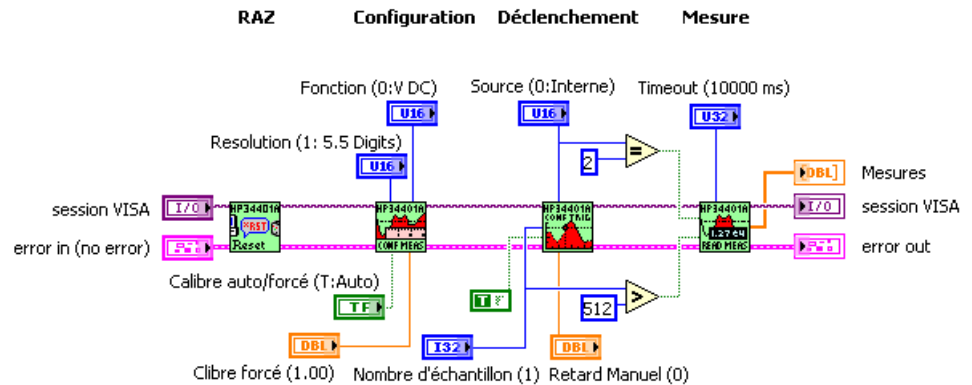 RAZ Configuration Déclenchement Mesure
Fonction (0:V DC) Source (0:Interne) Timeout (10000 ms)
U16 U16 U32
Resolution (1: 5.5 Digits)
U16 2 =
DBL] Mesures
HP34401A HP34401A HP34401A HP34401A
session VISA I/O *RST CONF TRIG I/O session VISA
error in (no error) Reset CONF MEAS READ MEAS error out
Calibre auto/forcé (T:Auto)
TF T 512 >
DBL I32 DBL
Clibre forcé (1.00) Nombre d'échantillon (1) Retard Manuel (0)